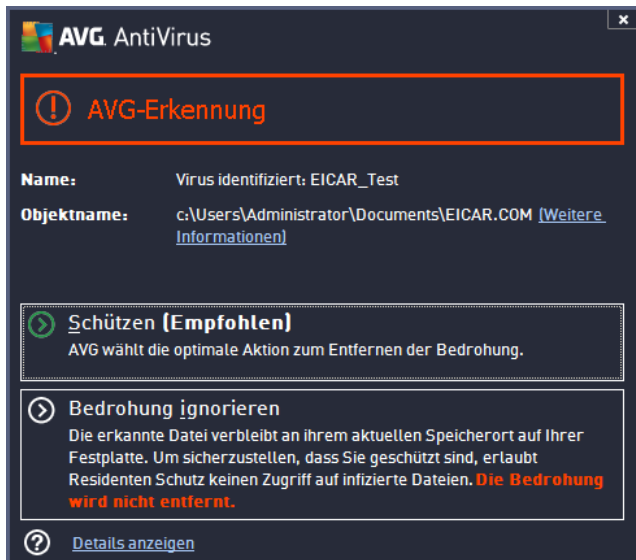 AVG AntiVirus
AVG-Erkennung
Name: Virus identifiziert: EICAR_Test
Objektname: c:\Users\Administrator\Documents\EICAR.COM (Weitere
Informationen)
Schützen (Empfohlen)
AVG wählt die optimale Aktion zum Entfernen der Bedrohung.
Bedrohung ignorieren
Die erkannte Datei verbleibt an ihrem aktuellen Speicherort auf Ihrer
Festplatte. Um sicherzustellen, dass Sie geschützt sind, erlaubt
Residenten Schutz keinen Zugriff auf infizierte Dateien. Die Bedrohung
wird nicht entfernt.
Details anzeigen